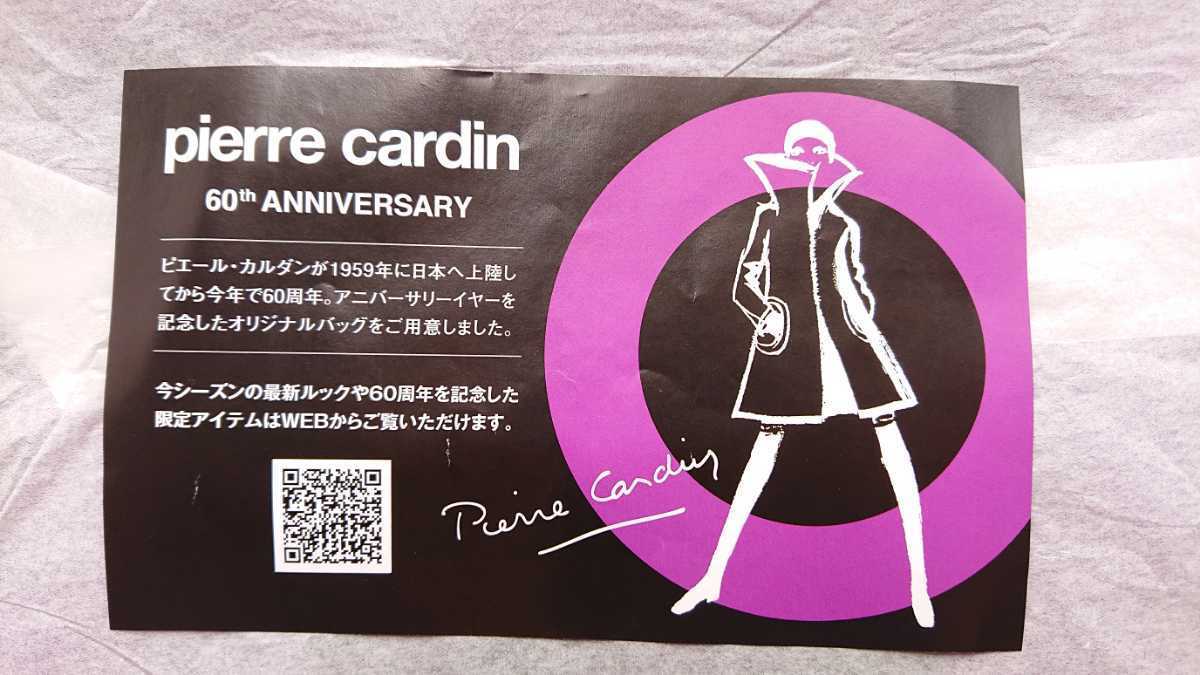 pierre cardin
60th ANNIVERSARY
ピエール・カルダンが1959年に日本へ上陸し
てから今年で60周年。アニバーサリーイヤーを
記念したオリジナルバッグをご用意しました。
今シーズンの最新ルックや60周年を記念した
限定アイテムはWEBからご覧いただけます。
Pierre Cardin